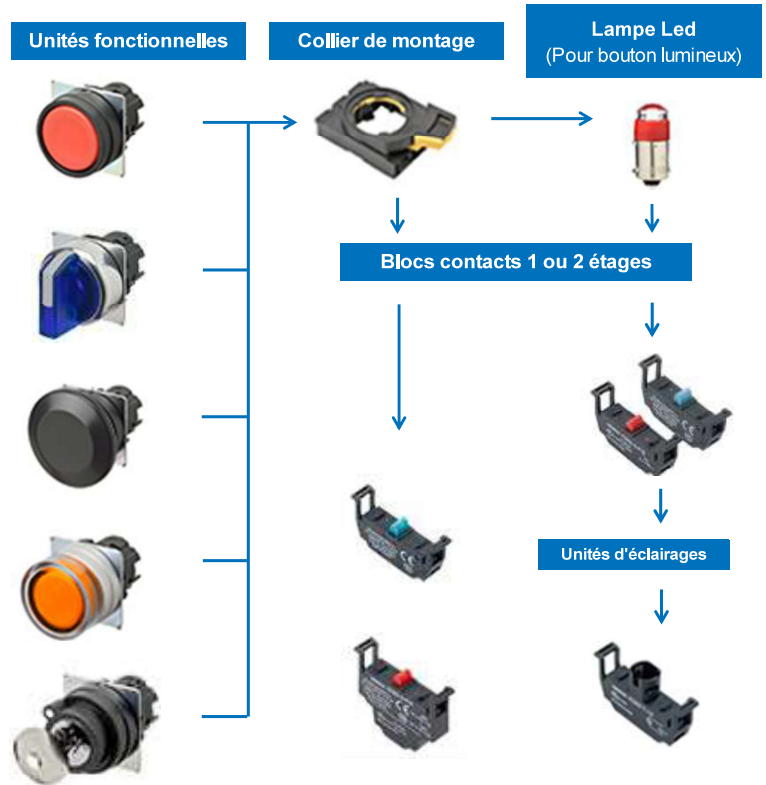 Unités fonctionnelles
Collier de montage
Lampe Led
(Pour bouton lumineux)
Blocs contacts 1 ou 2 étages
Unités d'éclairages